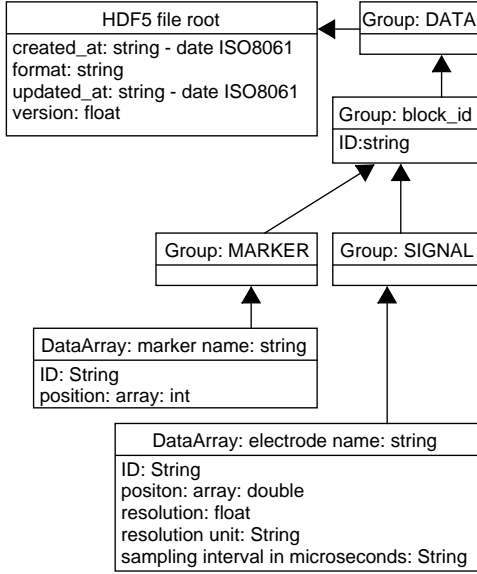 HDF5 file root
created_at: string - date ISO8061
format: string
updated_at: string - date ISO8061
version: float
Group: DATA
Group: block_id
ID:string
Group: MARKER
Group: SIGNAL
DataArray: marker name: string
ID: String
position: array: int
DataArray: electrode name: string
ID: String
positon: array: double
resolution: float
resolution unit: String
sampling interval in microseconds: String